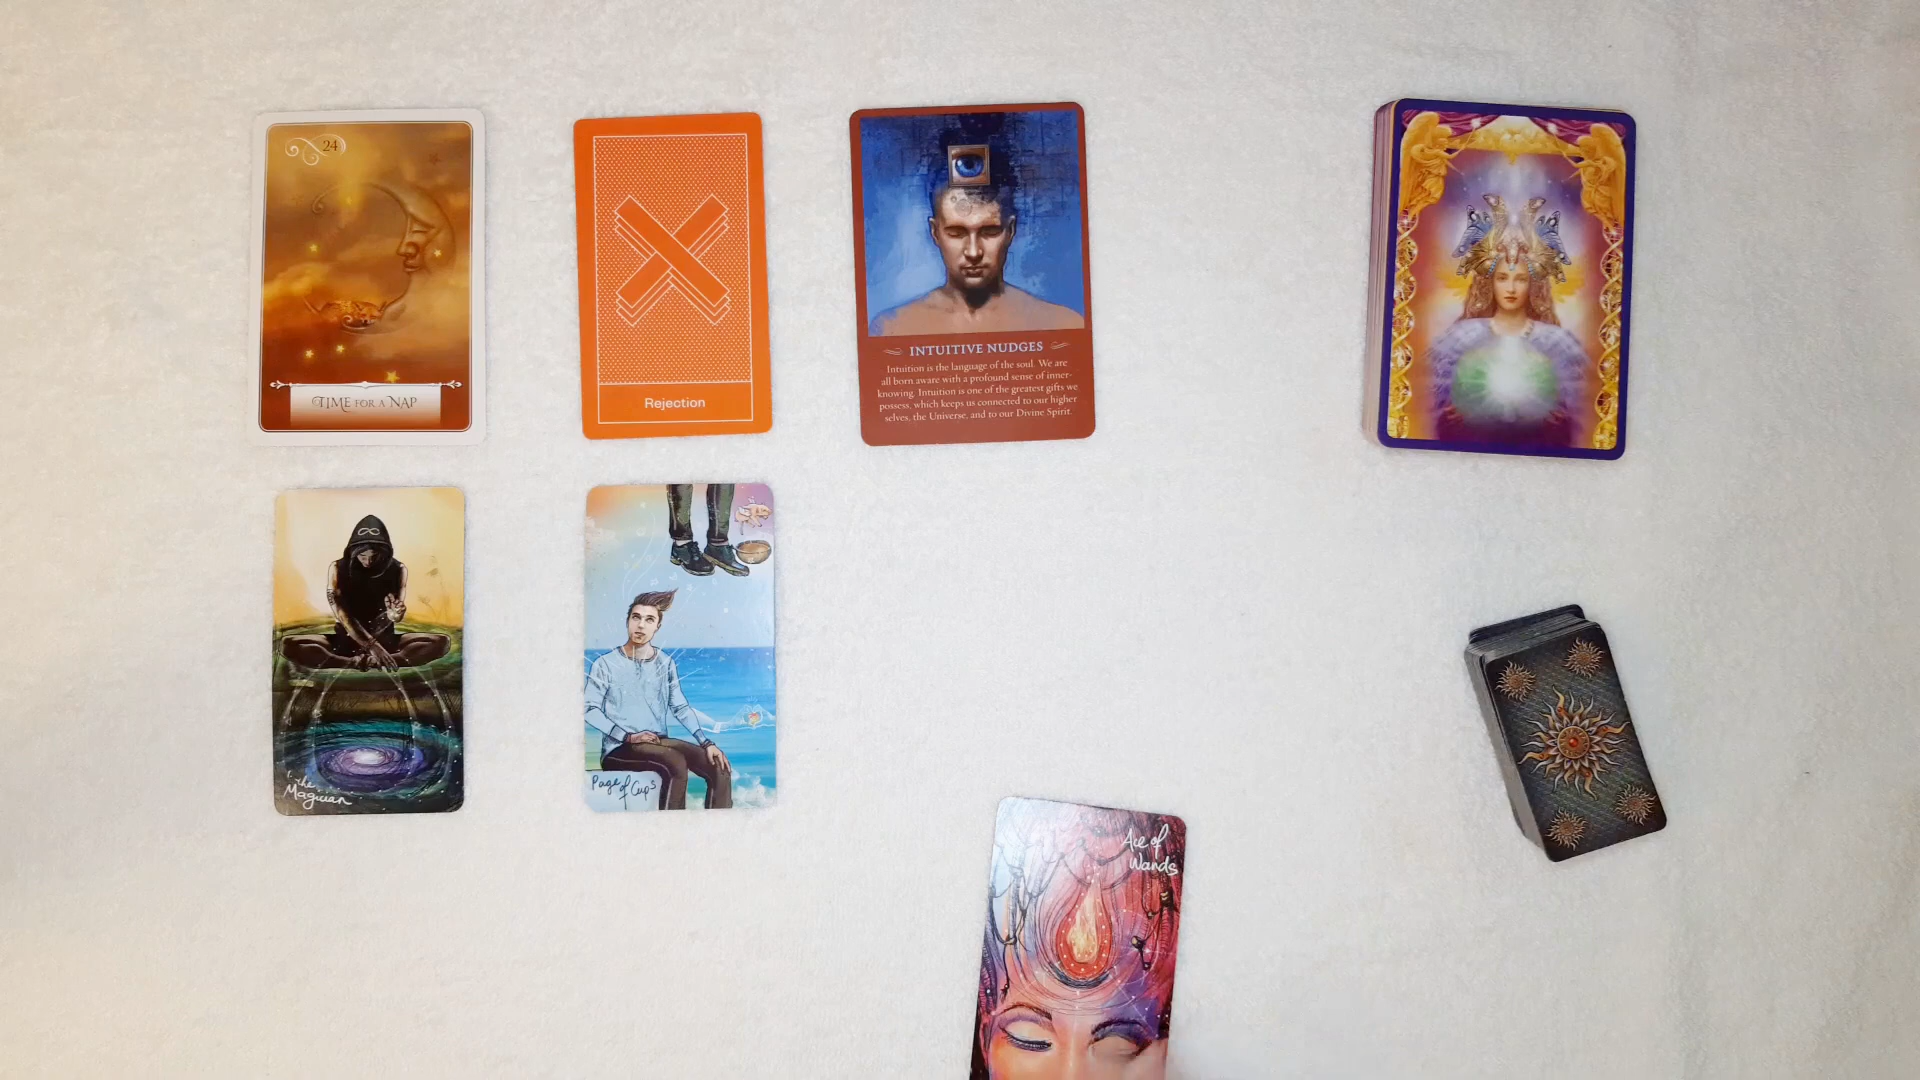 24
TIME FOR A NAP
Rejection
INTUITIVE NUDGES
Intuition is the language of the soul. We are
all born aware with a profound sense of inner-
knowing. Intuition is one of the greatest gifts we
possess, which keeps us connected to our higher
selves, the Universe, and to our Divine Spirit.
1. the
Magician
Page of Cups
Ace of
Wands